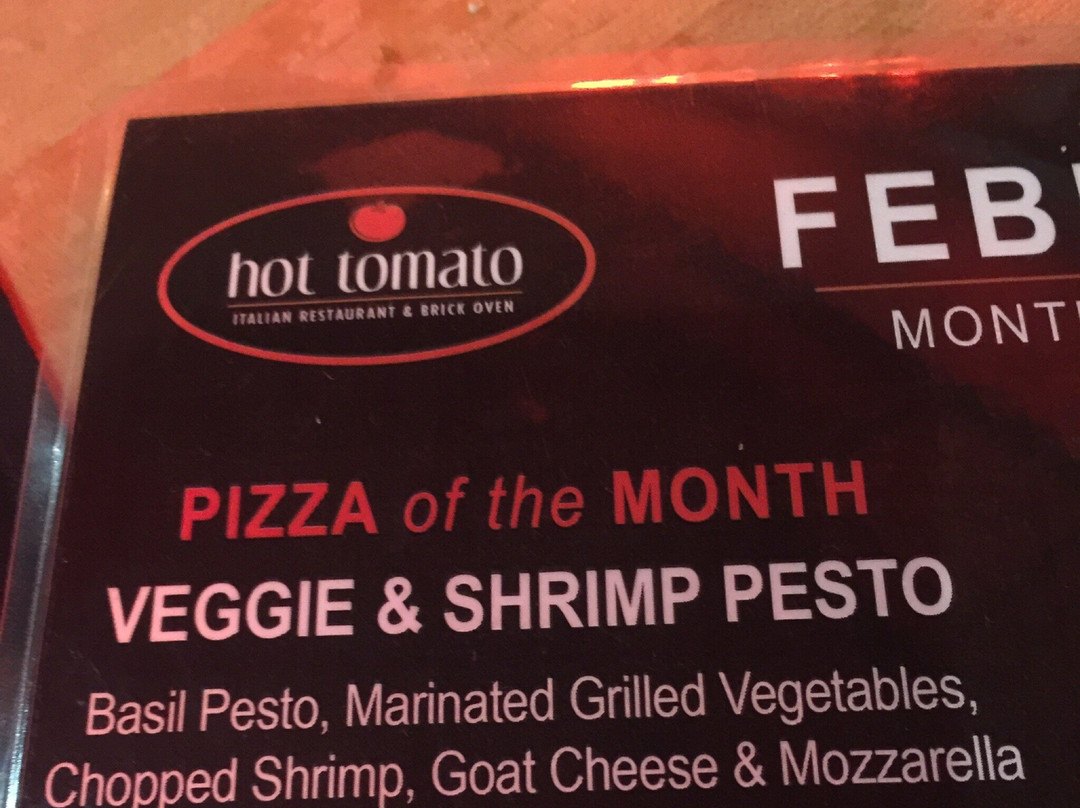 hot tomato
ITALIAN RESTAURANT & BRICK OVEN
FEB
MONT
PIZZA of the MONTH
VEGGIE & SHRIMP PESTO
Basil Pesto, Marinated Grilled Vegetables,
Chopped Shrimp, Goat Cheese & Mozzarella